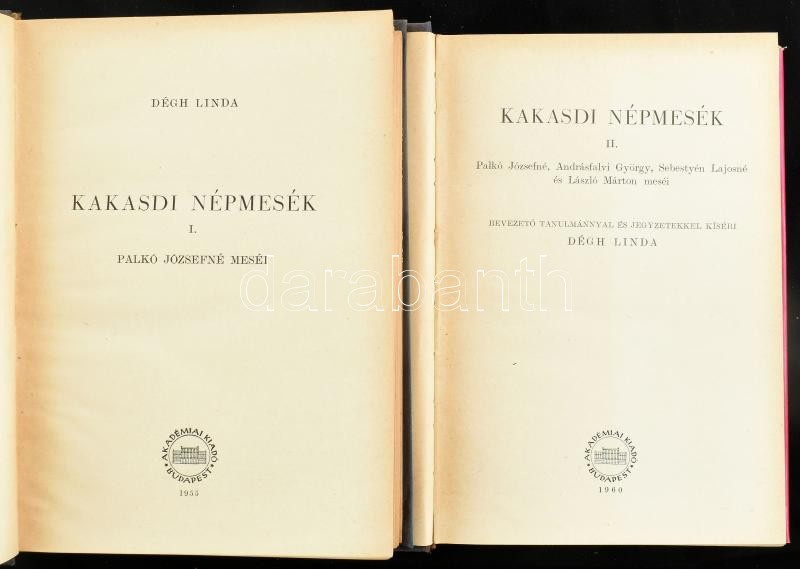 DÉGH LINDA
KAKASDI NÉPMESÉK
I.
PALKÓ JÓZSEFNÉ MESÉI
AKADÉMIAI KIADÓ
BUDAPEST
1955
KAKASDI NÉPMESÉK
II.
Palkó Józsefné, Andrásfalvi György, Sebestyén Lajosné
és László Márton meséi
BEVEZETŐ TANULMÁNNYAL ÉS JEGYZETEKKEL KÍSÉRI
DÉGH LINDA
AKADÉMIAI KIADÓ
BUDAPEST
1960
darabanth